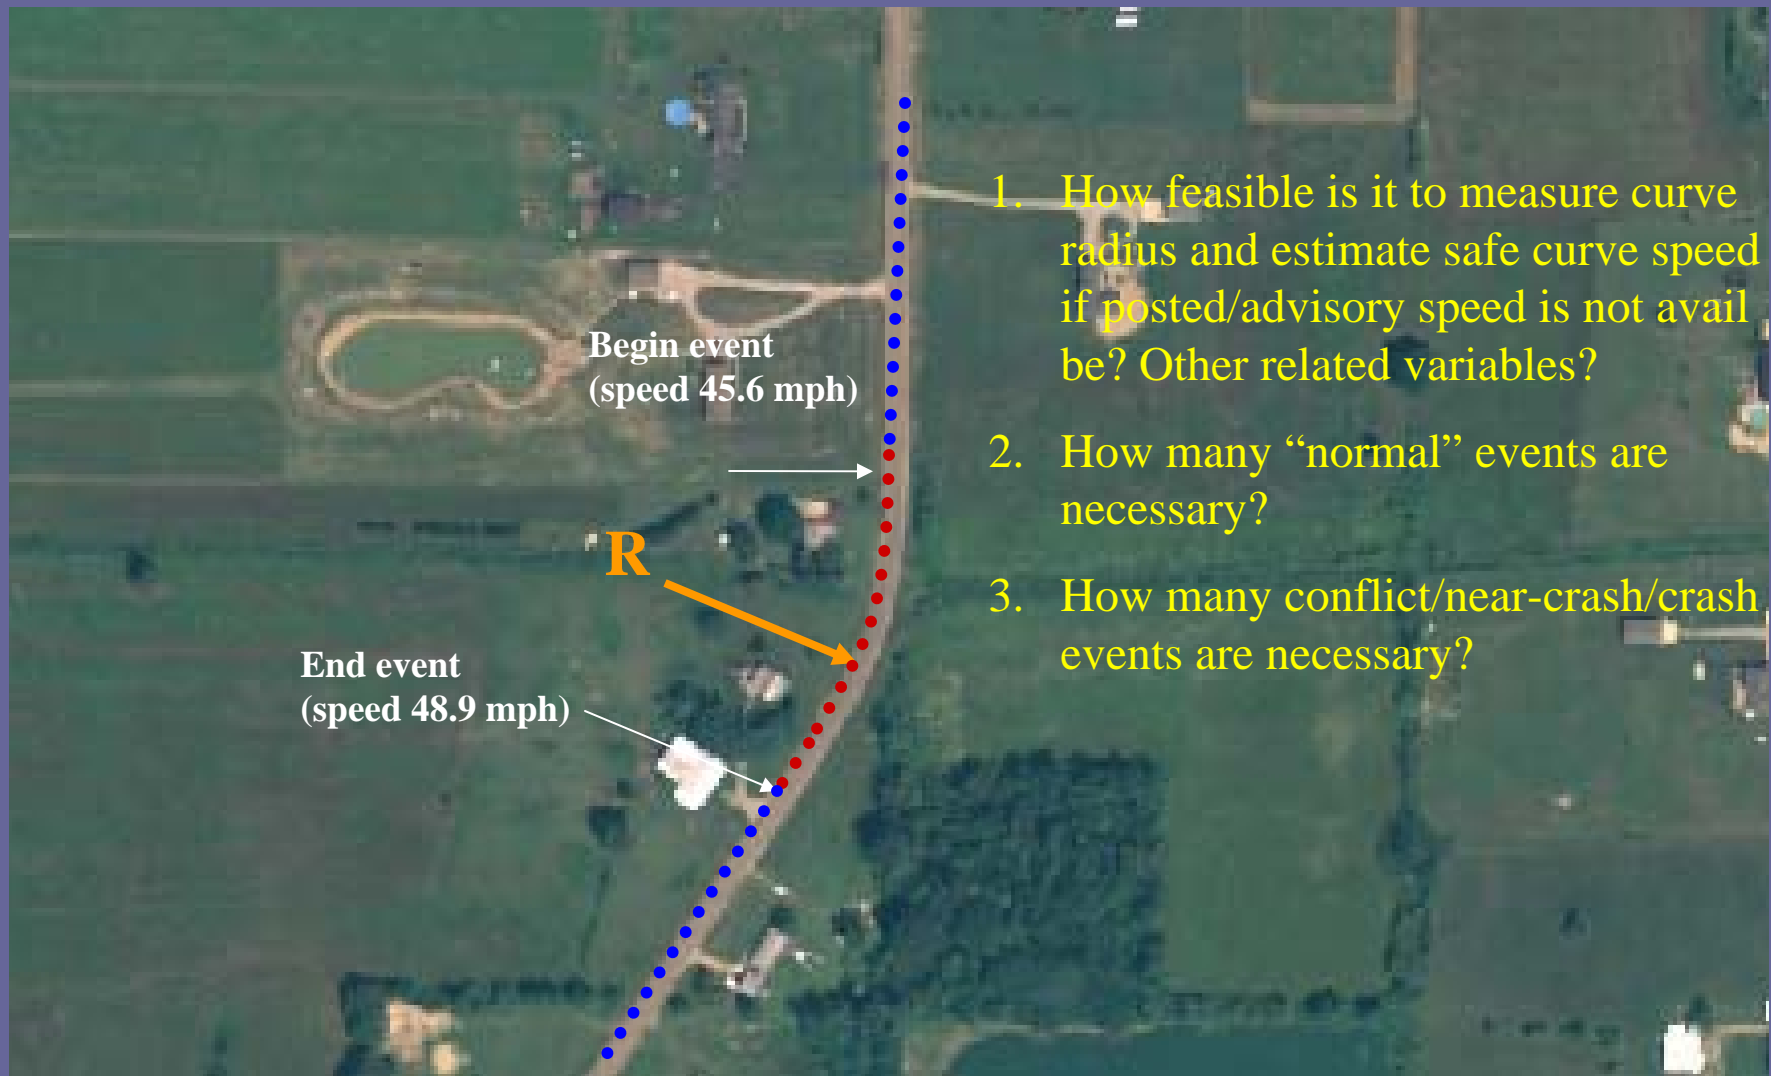 1. How feasible is it to measure curve
radius and estimate safe curve speed
if posted/advisory speed is not avail
be? Other related variables?
Begin event
(speed 45.6 mph)
2. How many “normal” events are
necessary?
R
3. How many conflict/near-crash/crash
events are necessary?
End event
(speed 48.9 mph)